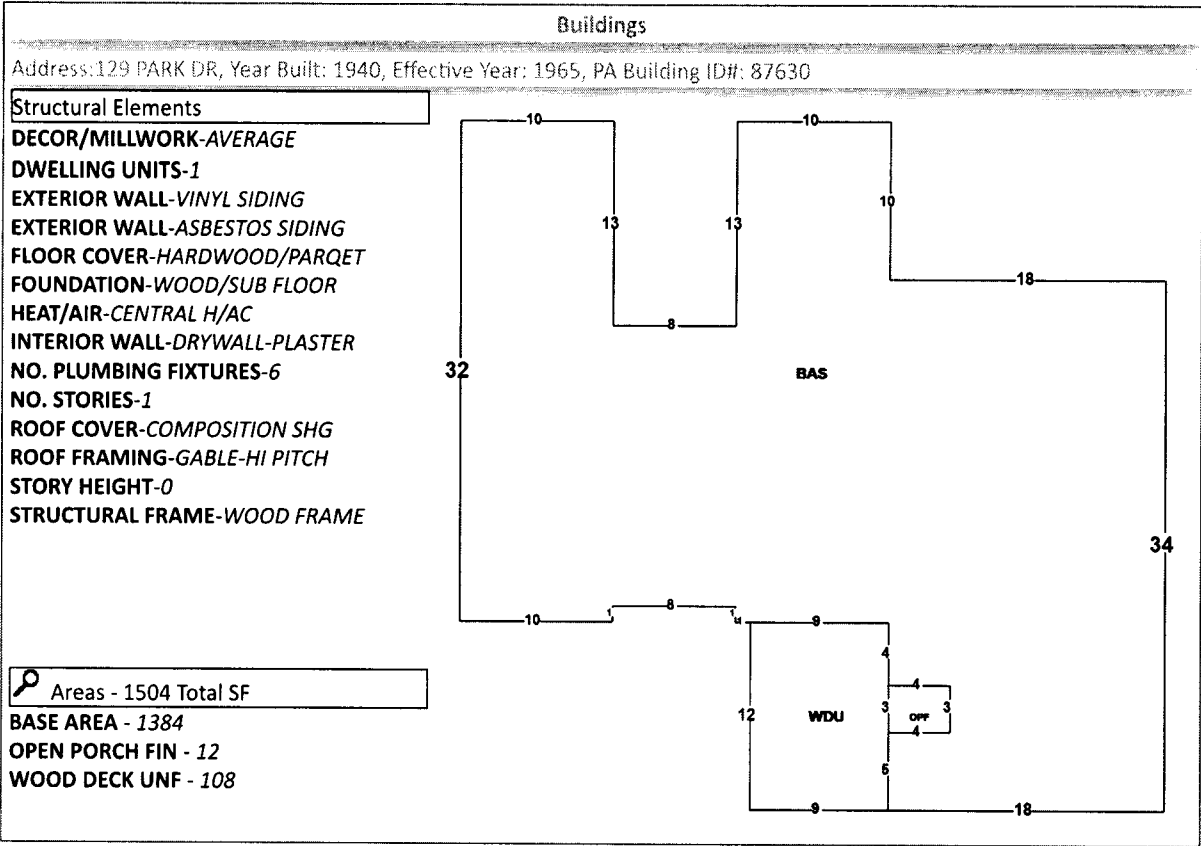 Buildings
Address:129 PARK DR, Year Built: 1940, Effective Year: 1965, PA Building ID#: 87630
Structural Elements
DECOR/MILLWORK-AVERAGE
DWELLING UNITS-1
EXTERIOR WALL-VINYL SIDING
EXTERIOR WALL-ASBESTOS SIDING
FLOOR COVER-HARDWOOD/PARQET
FOUNDATION-WOOD/SUB FLOOR
HEAT/AIR-CENTRAL H/AC
INTERIOR WALL-DRYWALL-PLASTER
NO. PLUMBING FIXTURES-6
NO. STORIES-1
ROOF COVER-COMPOSITION SHG
ROOF FRAMING-GABLE-HI PITCH
STORY HEIGHT-0
STRUCTURAL FRAME-WOOD FRAME
Areas - 1504 Total SF
BASE AREA - 1384
OPEN PORCH FIN - 12
WOOD DECK UNF - 108
10
10
10
13
13
18
8
32
BAS
34
8
1
1
10
9
4
4
12
WDU
3
OPF
3
4
5
9
18